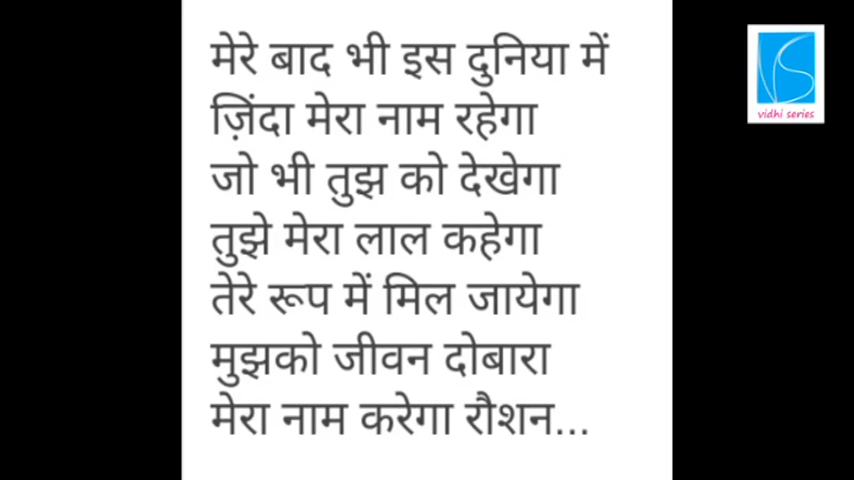 मेरे बाद भी इस दुनिया में
ज़िंदा मेरा नाम रहेगा
जो भी तुझ को देखेगा
तुझे मेरा लाल कहेगा
तेरे रूप में मिल जायेगा
मुझको जीवन दोबारा
मेरा नाम करेगा रौशन...
vidhi series